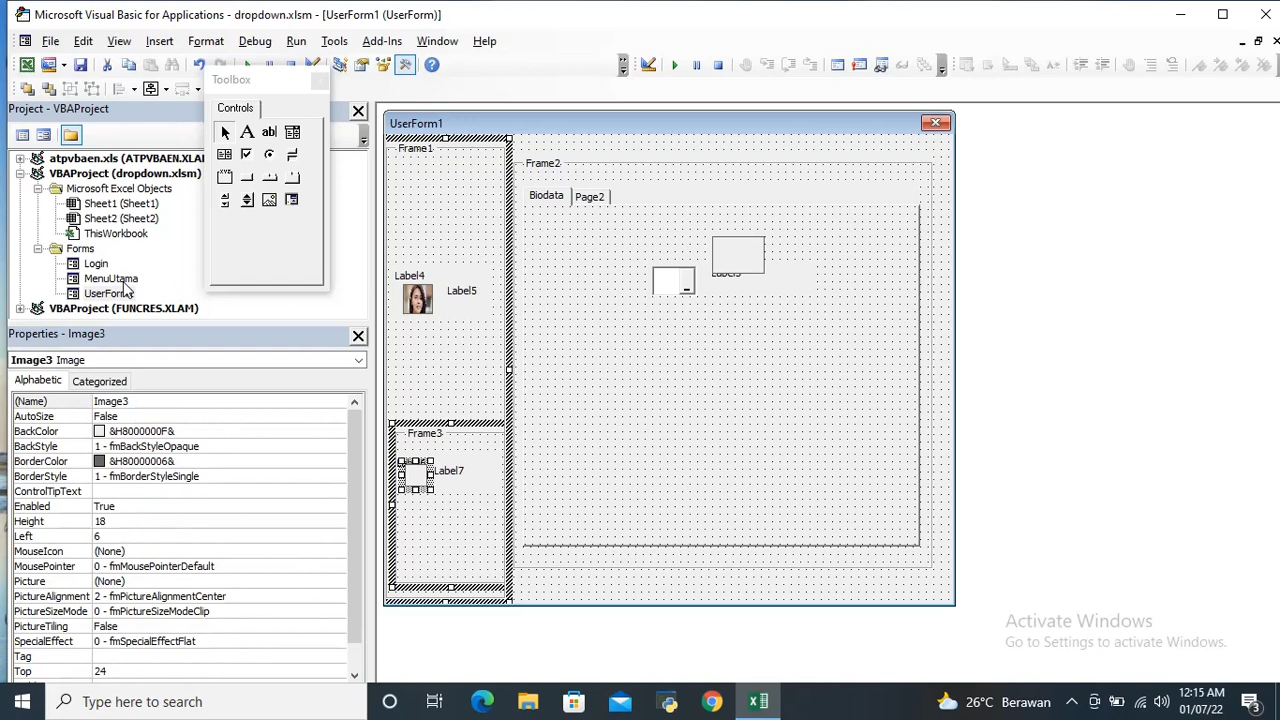 Microsoft Visual Basic for Applications - dropdown.xlsm - [UserForm1 (UserForm)]
File Edit View Insert Format Debug Run Tools Add-Ins Window Help
Toolbox
Controls
A ab|
Project - VBAProject
atpvbaen.xls (ATPVBAEN.XLA
VBAProject (dropdown.xlsm)
Microsoft Excel Objects
Sheet1 (Sheet1)
Sheet2 (Sheet2)
ThisWorkbook
Forms
Login
MenuUtama
VBAProject (FUNCRES.XLAM)
Properties - Image3
Image3 Image
Alphabetic Categorized
(Name) Image3
AutoSize False
BackColor &H8000000F&
BackStyle 1 - fmBackStyleOpaque
BorderColor &H80000006&
BorderStyle 1 - fmBorderStyleSingle
ControlTipText
Enabled True
Height 18
Left 6
MouseIcon (None)
MousePointer 0 - fmMousePointerDefault
Picture (None)
PictureAlignment 2 - fmPictureAlignmentCenter
PictureSizeMode 0 - fmPictureSizeModeClip
PictureTiling False
SpecialEffect 0 - fmSpecialEffectFlat
Tag
Top 24
UserForm1
Frame1
Label4
Label5
Frame3
Label7
Frame2
Biodata Page2
Activate Windows
Go to Settings to activate Windows.
Type here to search
26°C Berawan
12:15 AM
01/07/22
3